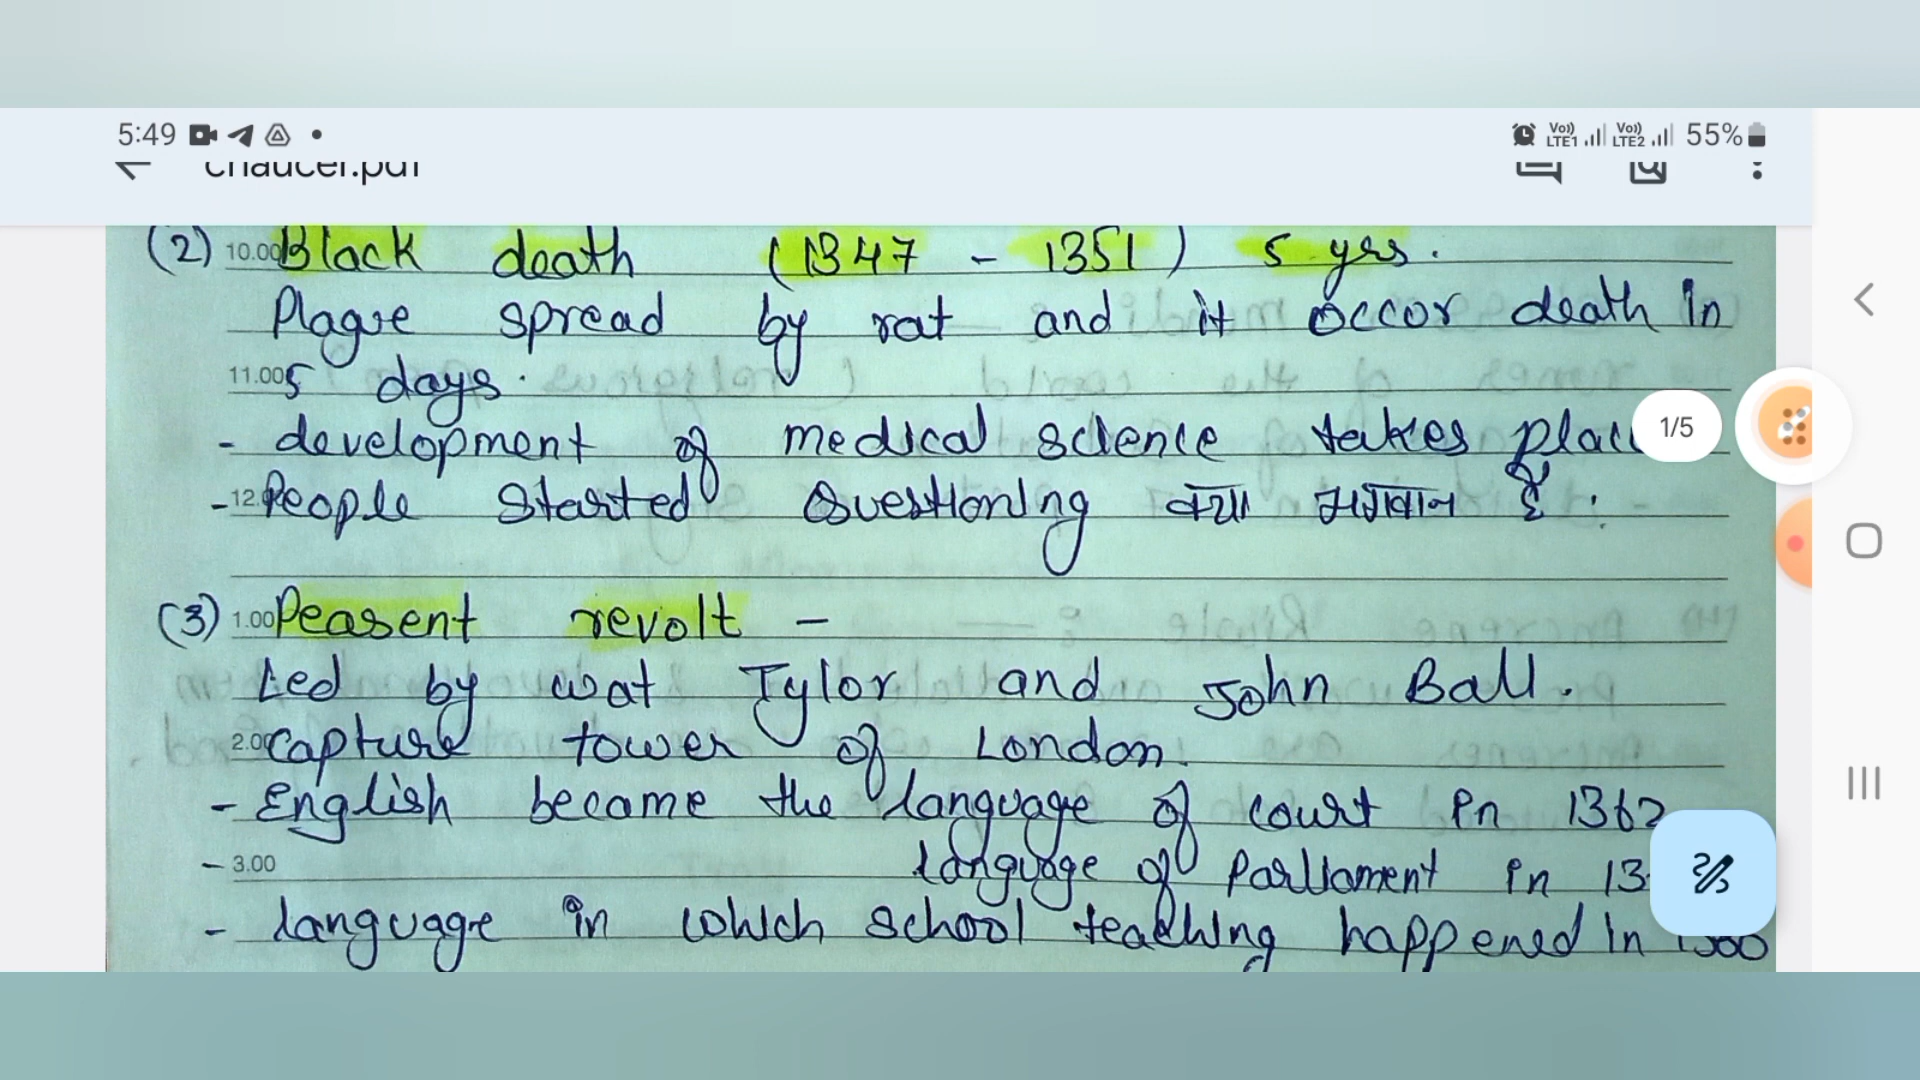 5:49
Vo)) LTE1 Vo)) LTE2 55%
chaucer.pdf
(2) 10.00 Black death (1347 - 1351) 5 yrs.
Plague spread by rat and it occor death in
11.00 5 days.
- development of medical science takes
1/5
- 12. People started Questioning क्या भगवान है.
(3) 1.00 Peasent revolt -
Led by wat Tylor and John Ball.
2.00 capture tower of London.
- English became the language of court in 1362
- 3.00 language of Parliament in
- language in which school teaching happened in